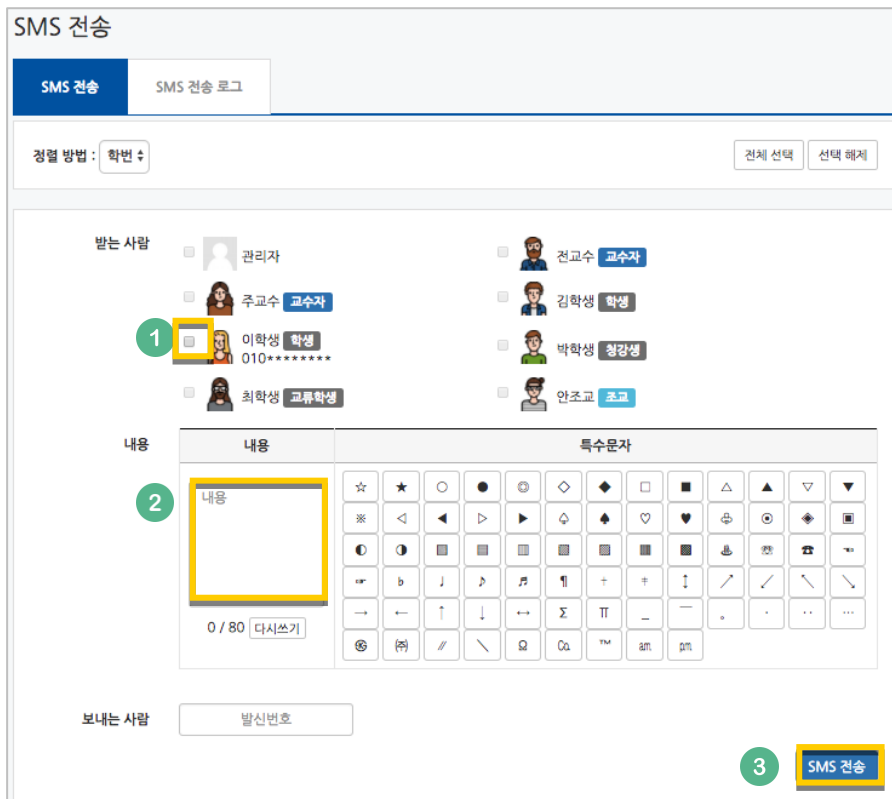 SMS 전송
SMS 전송 SMS 전송 로그
정렬 방법 : 학번 전체 선택 선택 해제
받는 사람
관리자 전교수 교수자
주교수 교수자 김학생 학생
1 이학생 학생 박학생 청강생
010********
최학생 교류학생 안조교 조교
내용 내용 특수문자
2 내용
☆ ★ ○ ● ◎ ◇ ◆ □ ■ △ ▲ ▽ ▼
※ ◁ ◀ ▷ ▶ ♤ ♠ ♡ ♥ ♧ ⊙ ◈ ▣
◐ ◑ ▒ ▤ ▥ ▨ ▧ ▦ ▩ ♨ ☏ ☎ ☜
☞ ♭ ♩ ♪ ♬ ¶ † ‡ ↕ ↗ ↙ ↖ ↘
→ ← ↑ ↓ ↔ Σ Π _ ￣ 。 · ‥ …
㉿ ㈜ ∥ ＼ Ω ㏇ ™ ㏂ ㏘
0 / 80 다시쓰기
보내는 사람 발신번호
3 SMS 전송